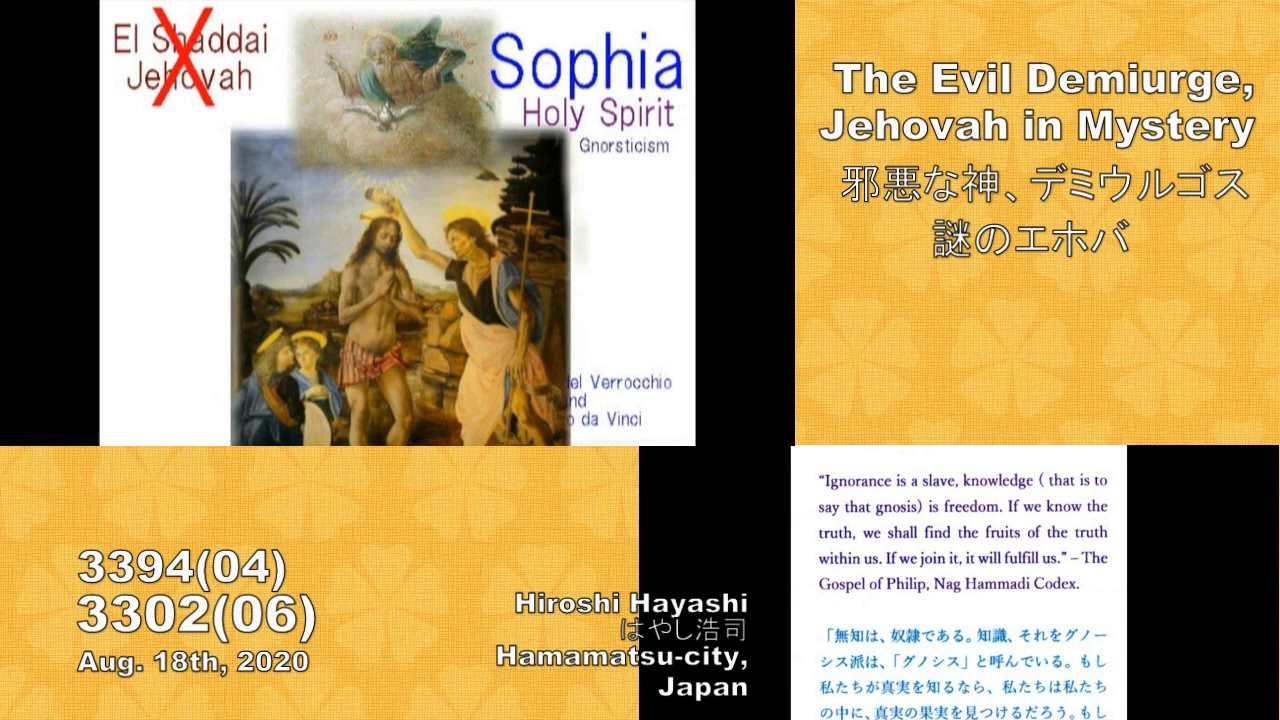 El Shaddai
Jehovah
Sophia
Holy Spirit
Gnorsticism
del Verrocchio
and
o da Vinci
The Evil Demiurge,
Jehovah in Mystery
邪悪な神、デミウルゴス
謎のエホバ
3394(04)
3302(06)
Aug. 18th, 2020
Hiroshi Hayashi
はやし浩司
Hamamatsu-city,
Japan
“Ignorance is a slave, knowledge ( that is to
say that gnosis) is freedom. If we know the
truth, we shall find the fruits of the truth
within us. If we join it, it will fulfill us.” – The
Gospel of Philip, Nag Hammadi Codex.
「無知は、奴隷である。知識、それをグノー
シス派は、「グノシス」と呼んでいる。もし
私たちが真実を知るなら、私たちは私たち
の中に、真実の果実を見つけるだろう。もし